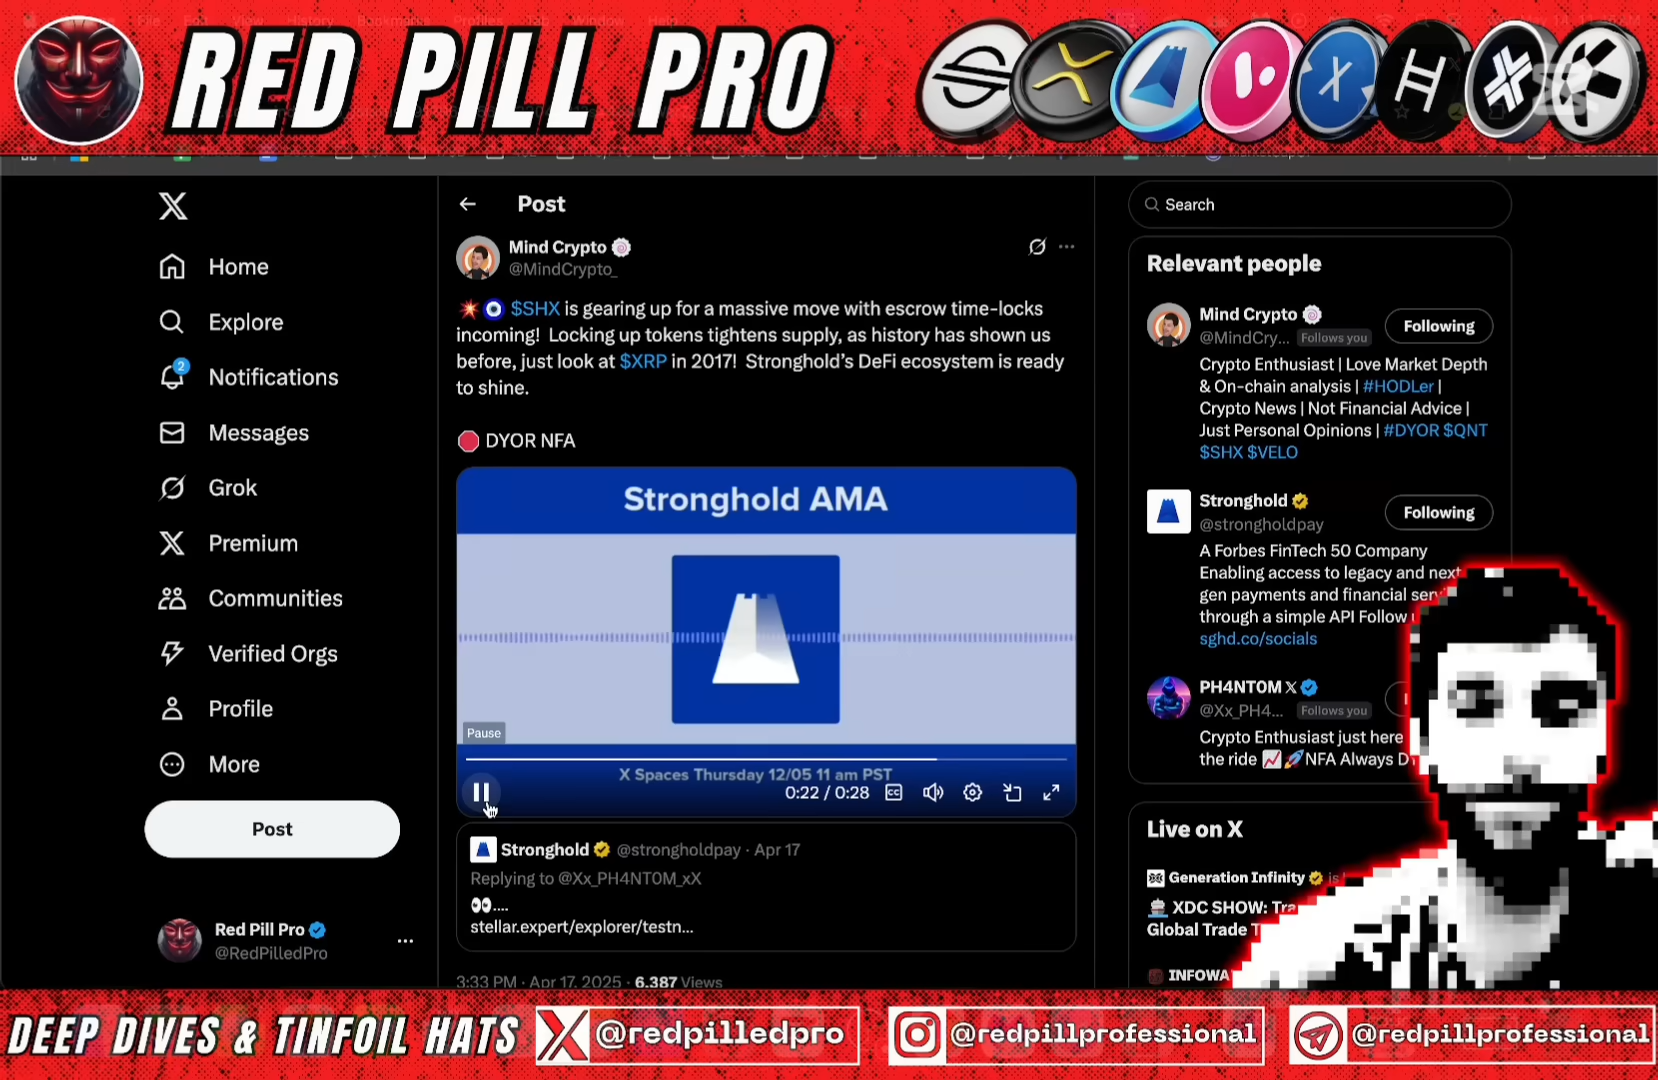 RED PILL PRO
Home
Explore
2
Notifications
Messages
Grok
Premium
Communities
Verified Orgs
Profile
More
Post
Red Pill Pro
@RedPilledPro
Post
Mind Crypto
@MindCrypto_
$SHX is gearing up for a massive move with escrow time-locks
incoming! Locking up tokens tightens supply, as history has shown us
before, just look at $XRP in 2017! Stronghold's DeFi ecosystem is ready
to shine.
DYOR NFA
Stronghold AMA
Pause
X Spaces Thursday 12/05 11 am PST
0:22 / 0:28
CC
Stronghold @strongholdpay · Apr 17
Replying to @Xx_PH4NT0M_xX
....
stellar.expert/explorer/testn...
3:33 PM · Apr 17, 2025 · 6,387 Views
Search
Relevant people
Mind Crypto
@MindCry... Follows you
Following
Crypto Enthusiast | Love Market Depth
& On-chain analysis | #HODLer |
Crypto News | Not Financial Advice |
Just Personal Opinions | #DYOR $QNT
$SHX $VELO
Stronghold
@strongholdpay
Following
A Forbes FinTech 50 Company
Enabling access to legacy and next
gen payments and financial serv
through a simple API Follow
sghd.co/socials
PH4NT0M X
@Xx_PH4... Follows you
Crypto Enthusiast just here
the ride NFA Always D
Live on X
Generation Infinity is
XDC SHOW: Tra
Global Trade T
INFOWA
DEEP DIVES & TINFOIL HATS
@redpilledpro
@redpillprofessional
@redpillprofessional